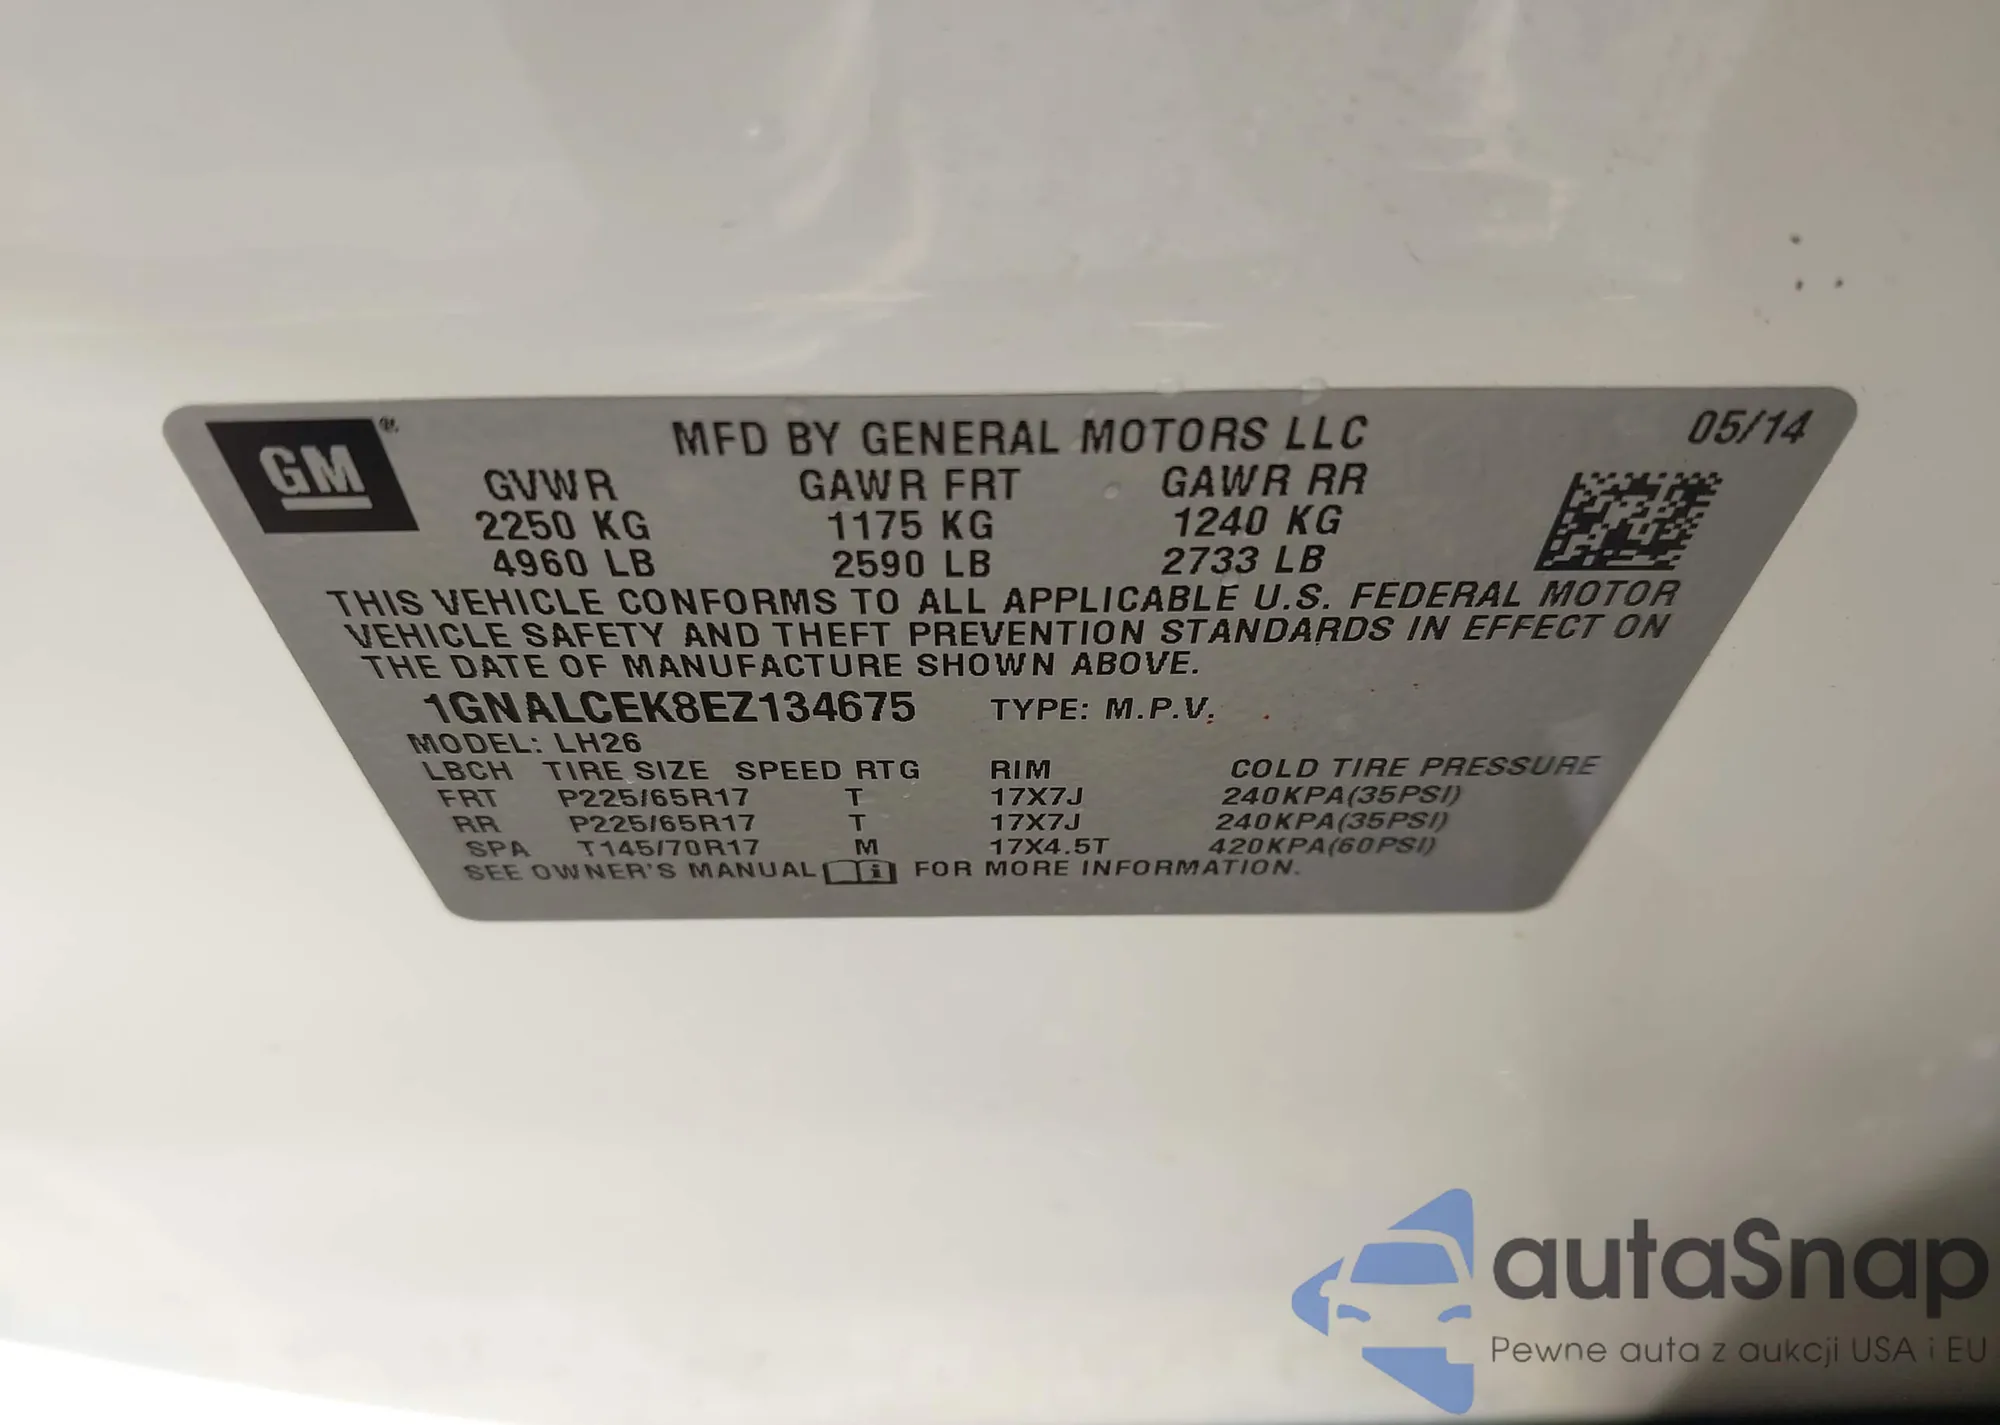 GM®
MFD BY GENERAL MOTORS LLC 05/14
GVWR GAWR FRT GAWR RR
2250 KG 1175 KG 1240 KG
4960 LB 2590 LB 2733 LB
THIS VEHICLE CONFORMS TO ALL APPLICABLE U.S. FEDERAL MOTOR
VEHICLE SAFETY AND THEFT PREVENTION STANDARDS IN EFFECT ON
THE DATE OF MANUFACTURE SHOWN ABOVE.
1GNALCEK8EZ134675 TYPE: M.P.V.
MODEL: LH26
LBCH TIRE SIZE SPEED RTG RIM COLD TIRE PRESSURE
FRT P225/65R17 T 17X7J 240KPA(35PSI)
RR P225/65R17 T 17X7J 240KPA(35PSI)
SPA T145/70R17 M 17X4.5T 420KPA(60PSI)
SEE OWNER'S MANUAL i FOR MORE INFORMATION.
autaSnap
Pewne auta z aukcji USA i EU